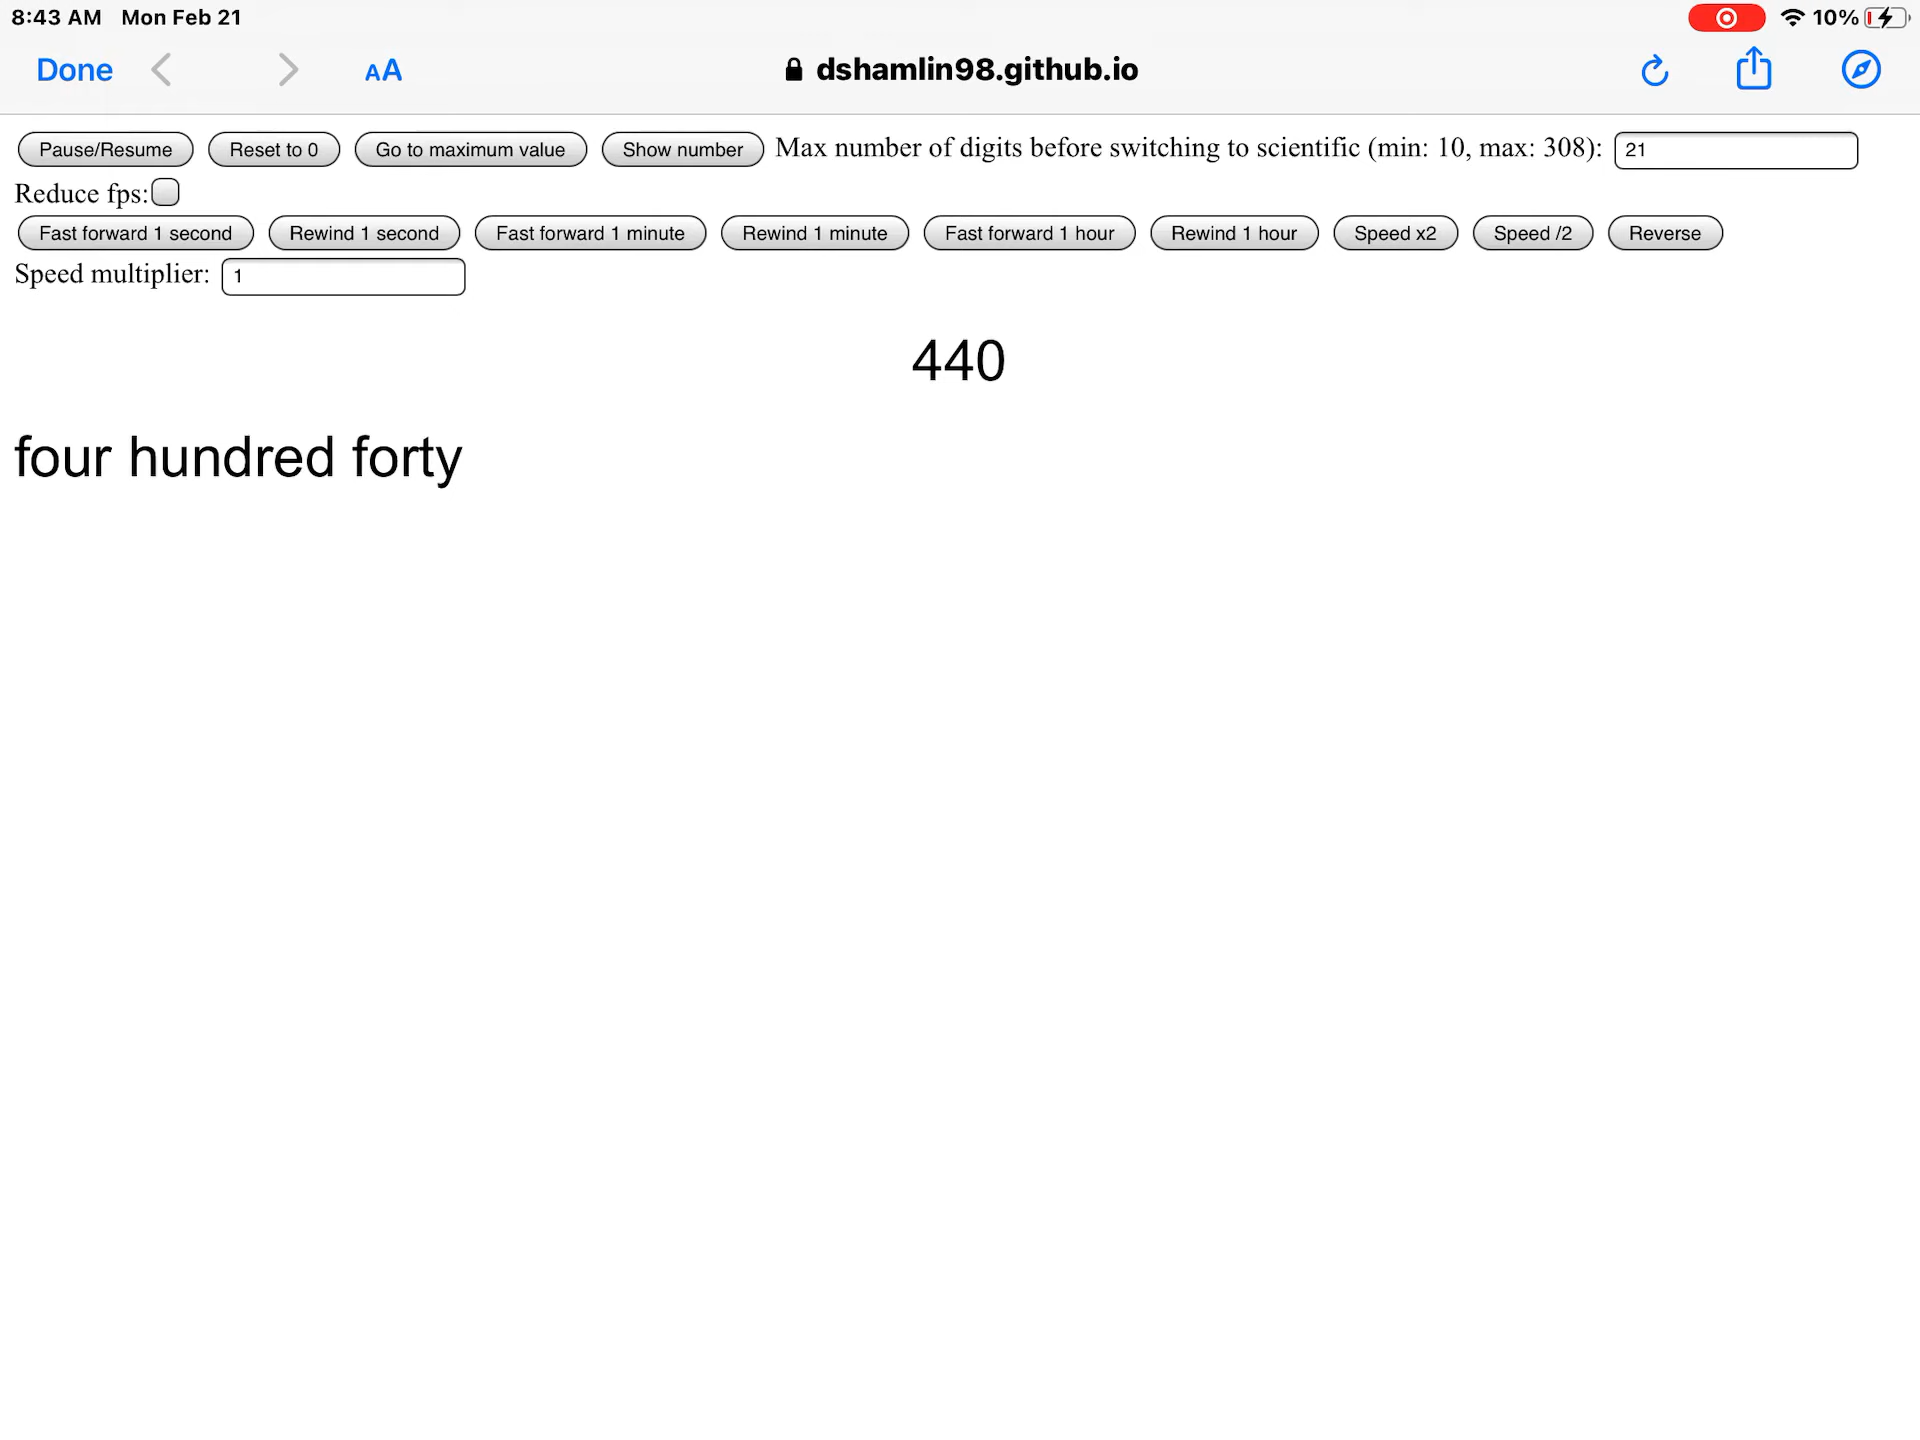 8:43 AM Mon Feb 21 10%
Done AA dshamlin98.github.io
Pause/Resume Reset to 0 Go to maximum value Show number Max number of digits before switching to scientific (min: 10, max: 308): 21
Reduce fps:
Fast forward 1 second Rewind 1 second Fast forward 1 minute Rewind 1 minute Fast forward 1 hour Rewind 1 hour Speed x2 Speed /2 Reverse
Speed multiplier: 1
440
four hundred forty